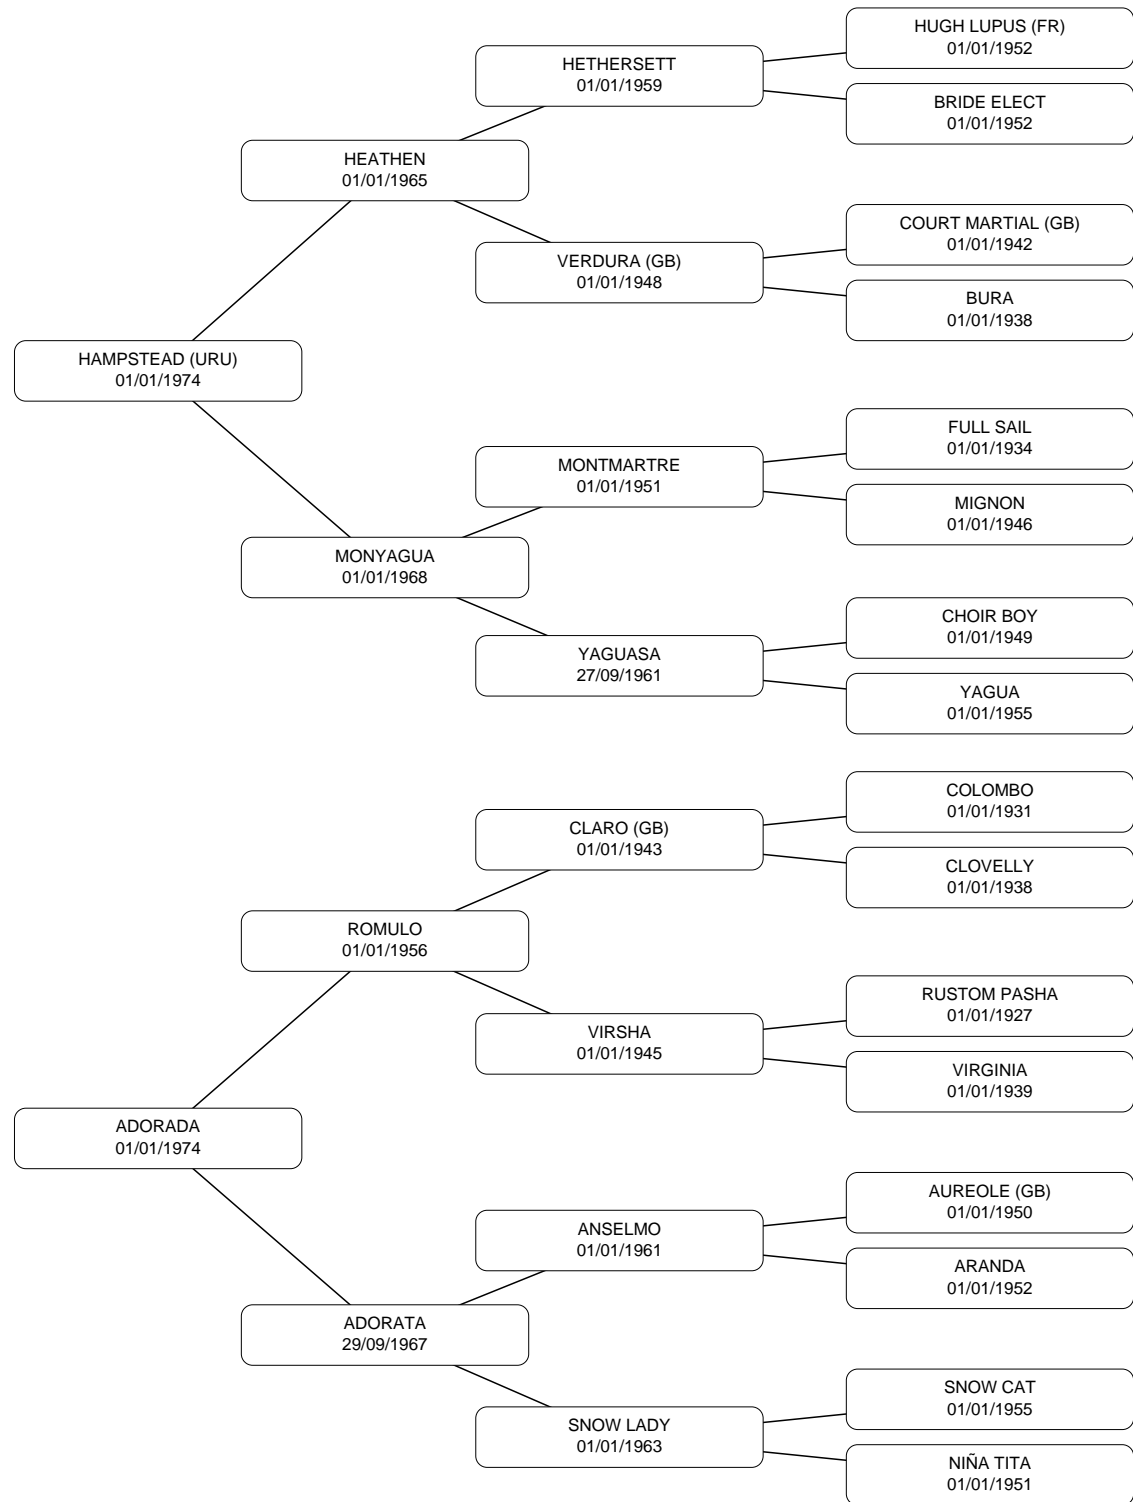 HUGH LUPUS (FR)
01/01/1952
HETHERSETT
01/01/1959
BRIDE ELECT
01/01/1952
HEATHEN
01/01/1965
COURT MARTIAL (GB)
01/01/1942
VERDURA (GB)
01/01/1948
BURA
01/01/1938
HAMPSTEAD (URU)
01/01/1974
FULL SAIL
01/01/1934
MONTMARTRE
01/01/1951
MIGNON
01/01/1946
MONYAGUA
01/01/1968
CHOIR BOY
01/01/1949
YAGUASA
27/09/1961
YAGUA
01/01/1955
COLOMBO
01/01/1931
CLARO (GB)
01/01/1943
CLOVELLY
01/01/1938
ROMULO
01/01/1956
RUSTOM PASHA
01/01/1927
VIRSHA
01/01/1945
VIRGINIA
01/01/1939
ADORADA
01/01/1974
AUREOLE (GB)
01/01/1950
ANSELMO
01/01/1961
ARANDA
01/01/1952
ADORATA
29/09/1967
SNOW CAT
01/01/1955
SNOW LADY
01/01/1963
NIÑA TITA
01/01/1951